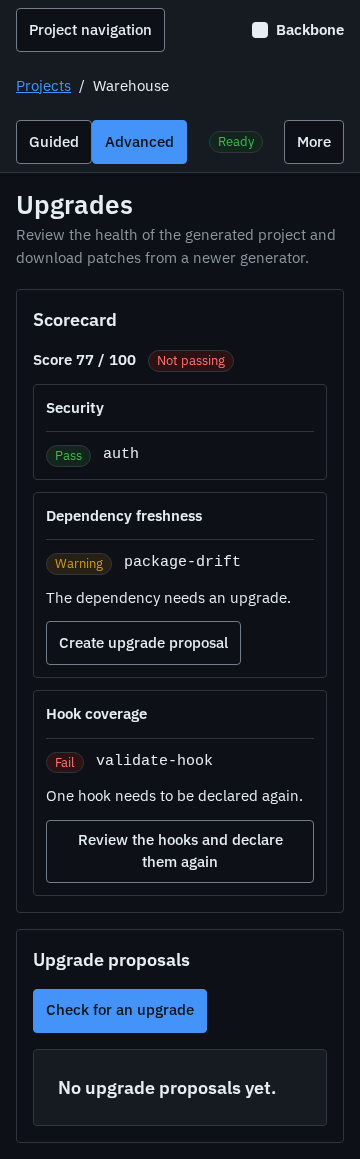 Project navigation
Backbone
Projects / Warehouse
Guided
Advanced
Ready
More
Upgrades
Review the health of the generated project and
download patches from a newer generator.
Scorecard
Score 77 / 100
Not passing
Security
Pass
auth
Dependency freshness
Warning
package-drift
The dependency needs an upgrade.
Create upgrade proposal
Hook coverage
Fail
validate-hook
One hook needs to be declared again.
Review the hooks and declare
them again
Upgrade proposals
Check for an upgrade
No upgrade proposals yet.